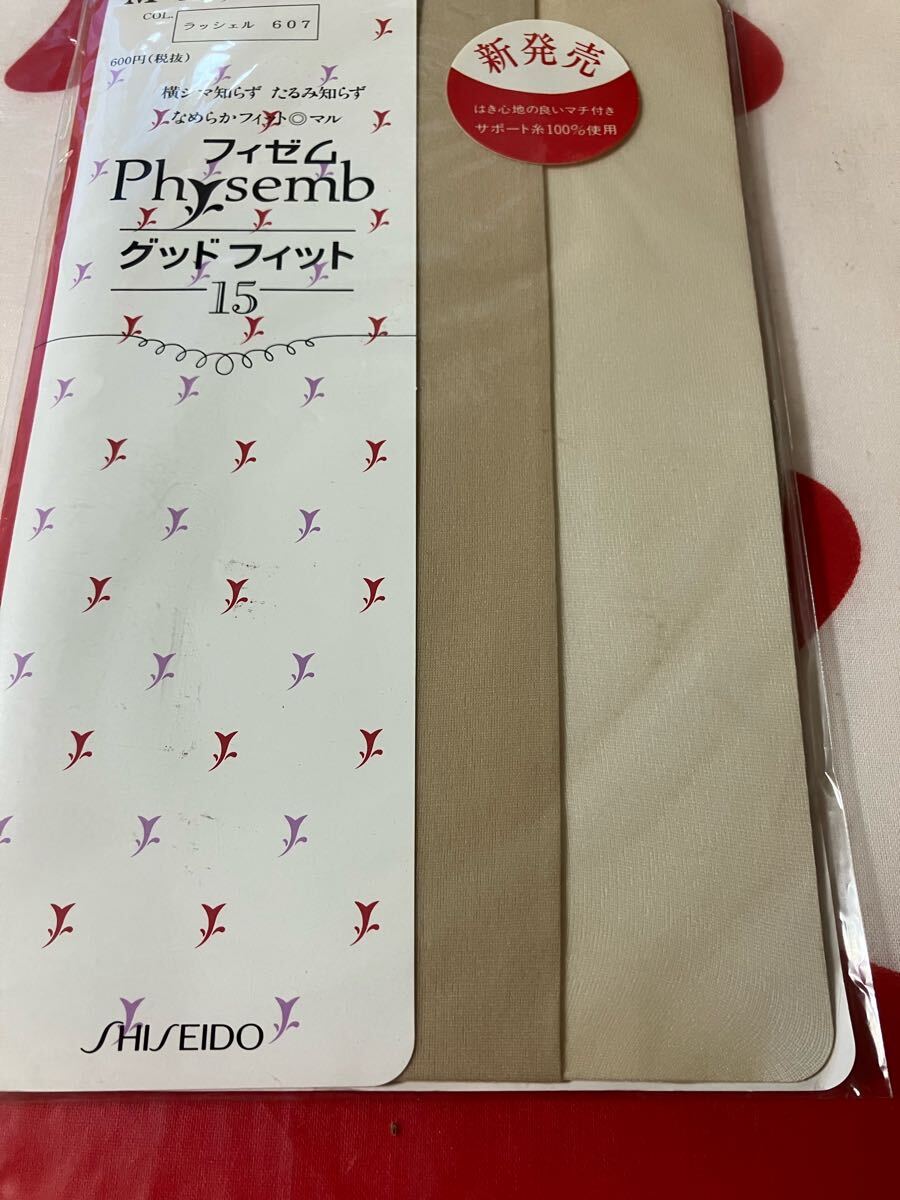 COL.
ラッシェル 607
600円(税抜)
横ジマ知らず たるみ知らず
なめらかフィット◎マル
フィゼム
Physemb
グッド フィット
15
SHISEIDO
新発売
はき心地の良いマチ付き
サポート糸100%使用